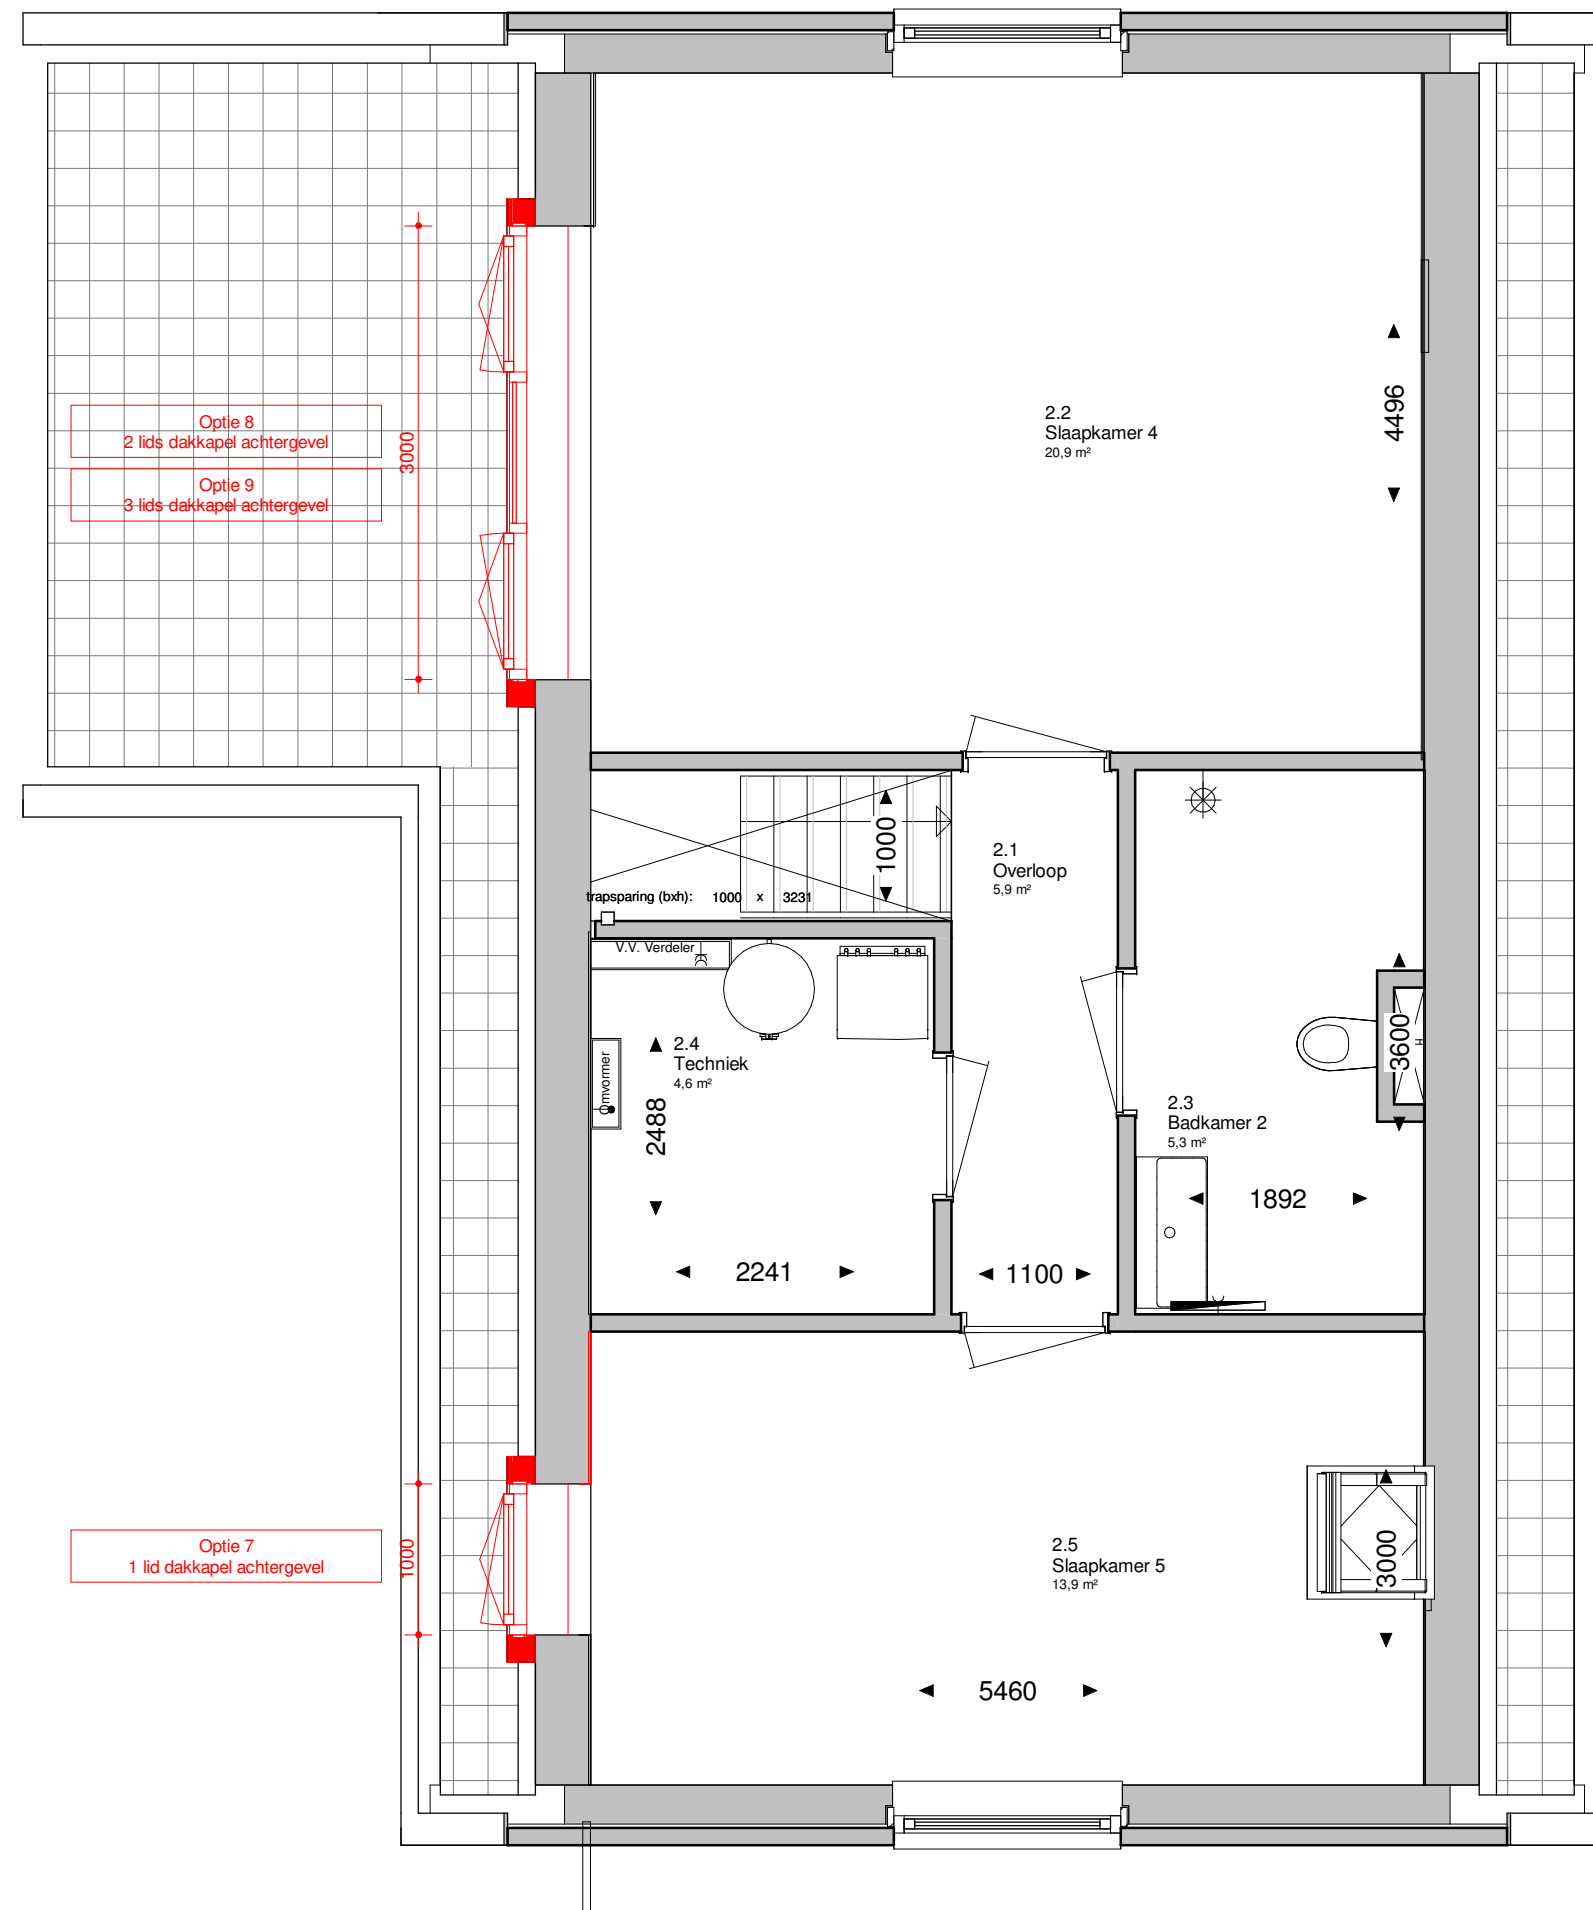 Optie 8
2 lids dakkapel achtergevel
Optie 9
3 lids dakkapel achtergevel
3000
2.2
Slaapkamer 4
20,9 m²
4496
1000
2.1
Overloop
5,9 m²
trapsparing (bxh): 1000 x 3231
V.V. Verdeler
2.4
Techniek
4,6 m²
Omvormer
2488
2241
1100
3600
2.3
Badkamer 2
5,3 m²
1892
Optie 7
1 lid dakkapel achtergevel
1000
2.5
Slaapkamer 5
13,9 m²
3000
5460